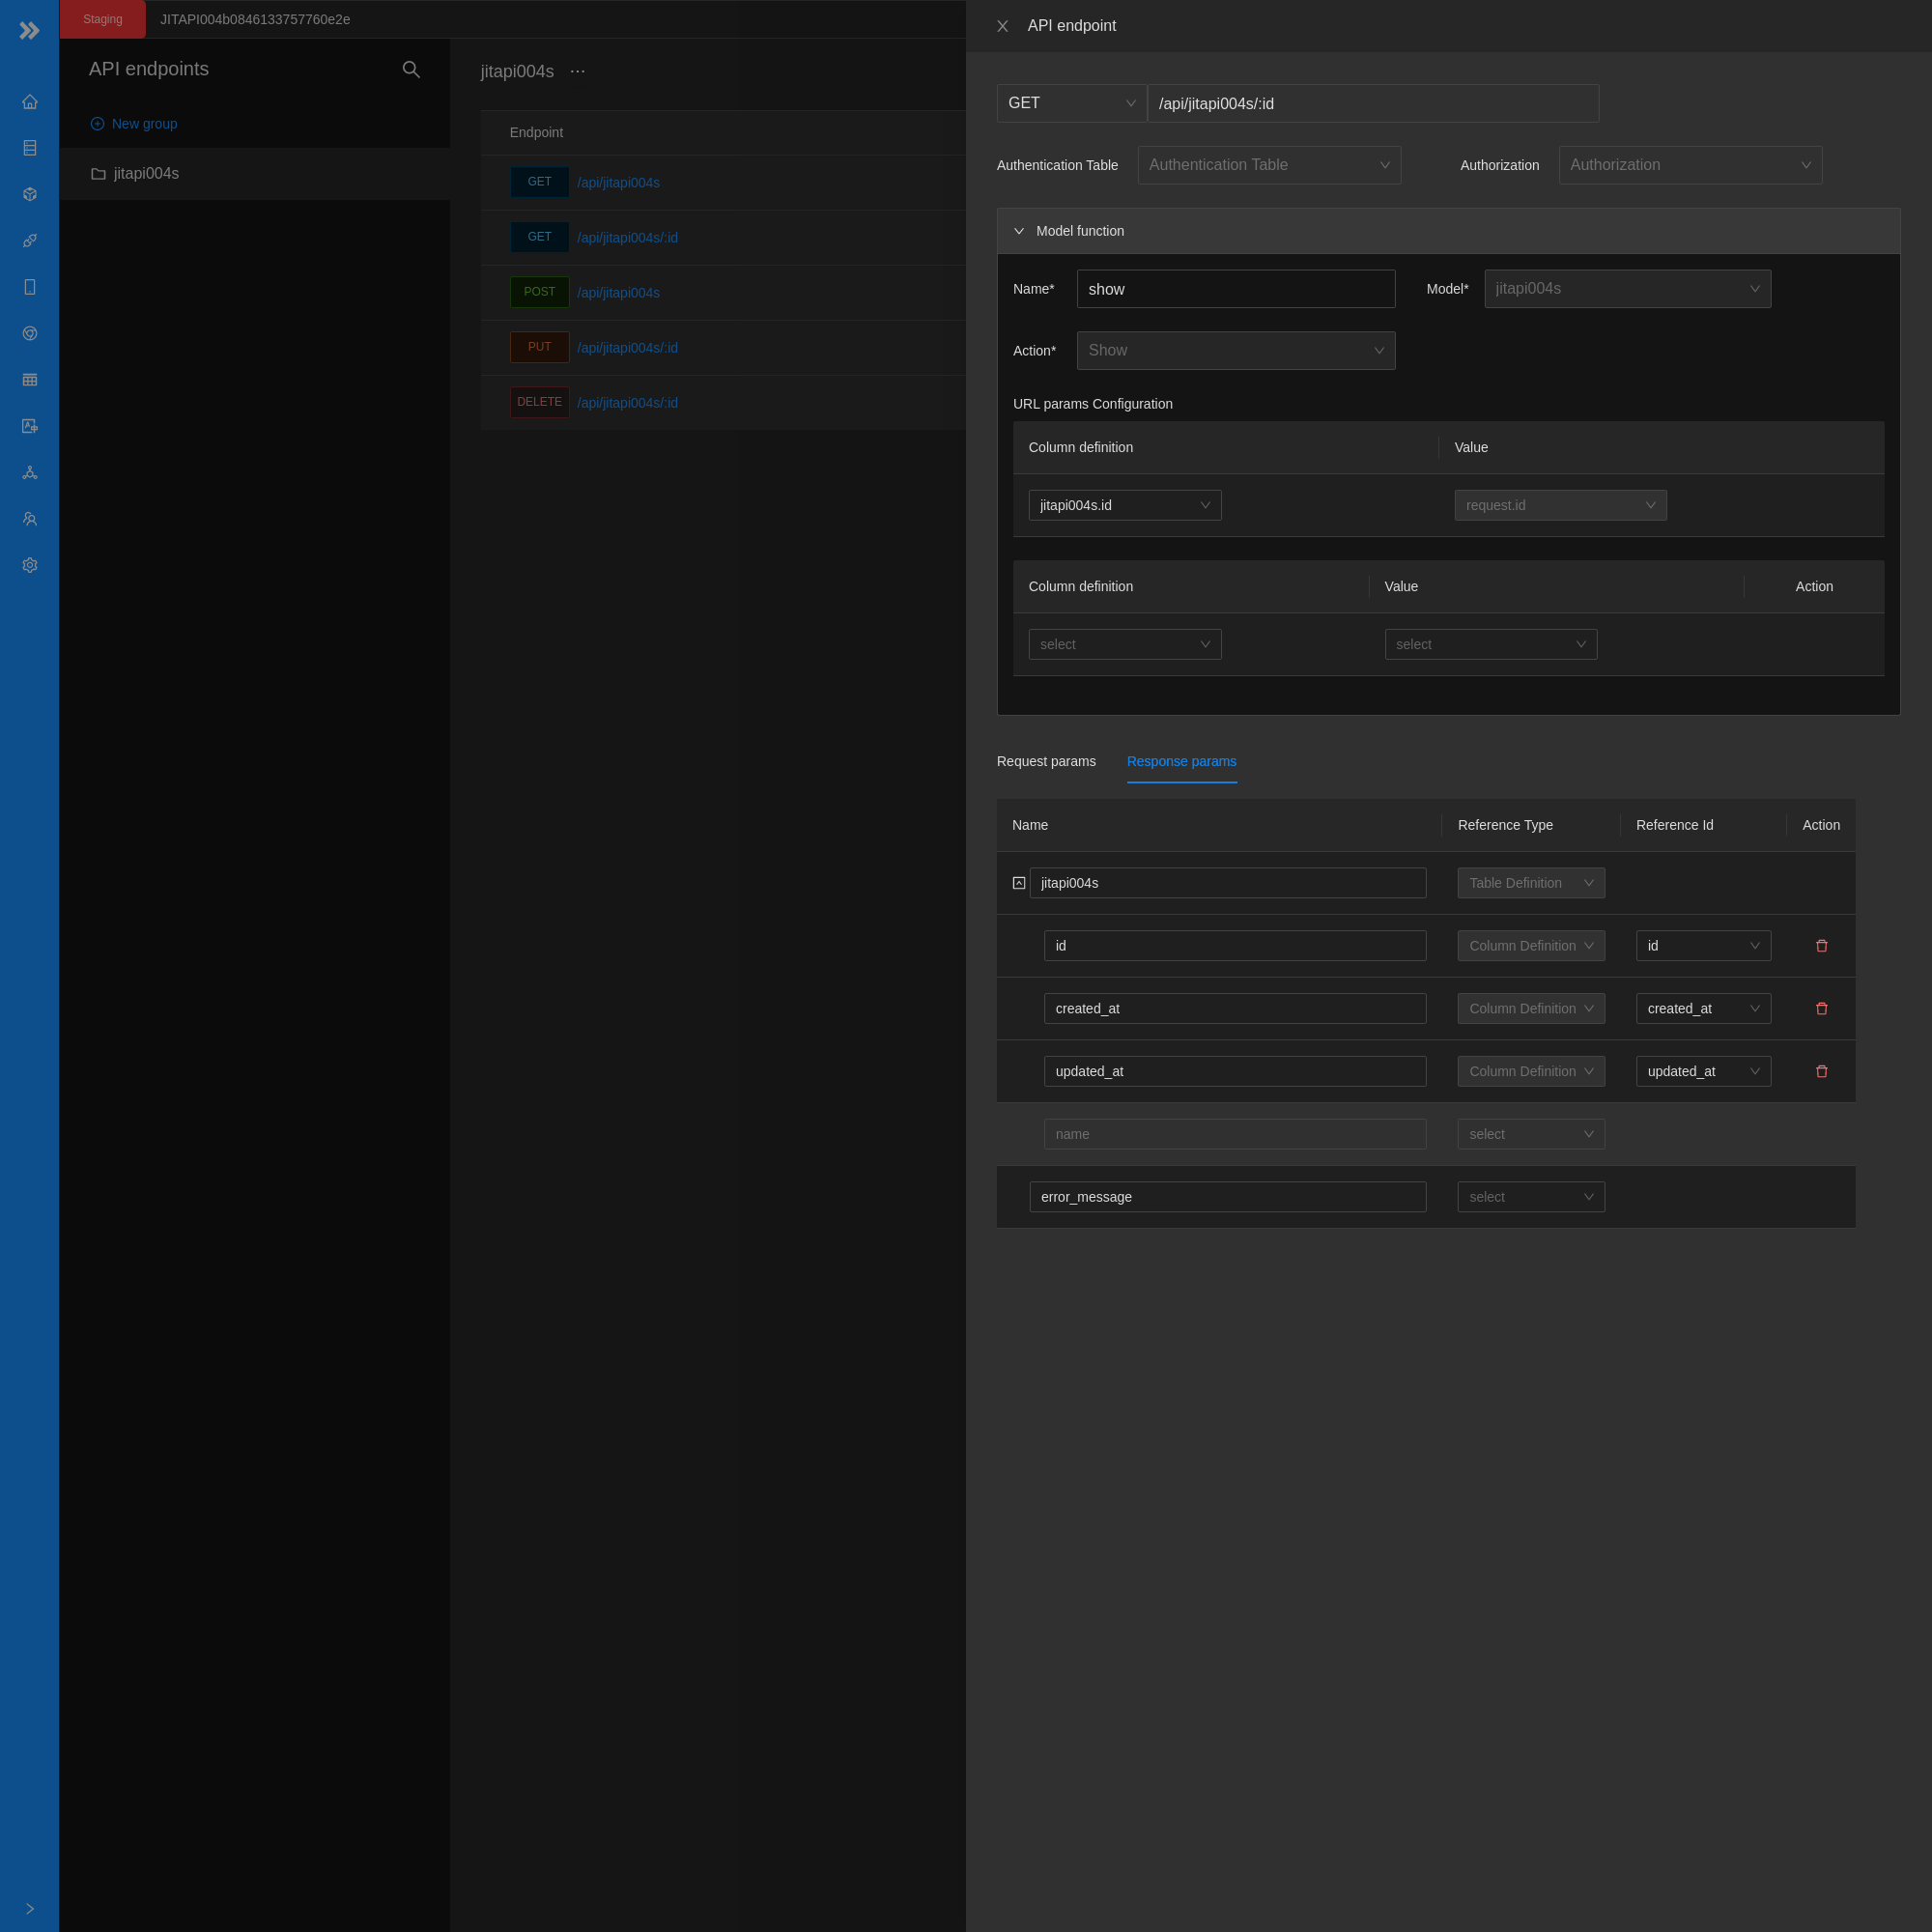 Staging
JITAPI004b0846133757760e2e
API endpoints
New group
jitapi004s
jitapi004s ···
Endpoint
GET /api/jitapi004s
GET /api/jitapi004s/:id
POST /api/jitapi004s
PUT /api/jitapi004s/:id
DELETE /api/jitapi004s/:id
API endpoint
GET /api/jitapi004s/:id
Authentication Table Authentication Table Authorization Authorization
Model function
Name* show Model* jitapi004s
Action* Show
URL params Configuration
Column definition Value
jitapi004s.id request.id
Column definition Value Action
select select
Request params Response params
Name Reference Type Reference Id Action
jitapi004s Table Definition
id Column Definition id
created_at Column Definition created_at
updated_at Column Definition updated_at
name select
error_message select